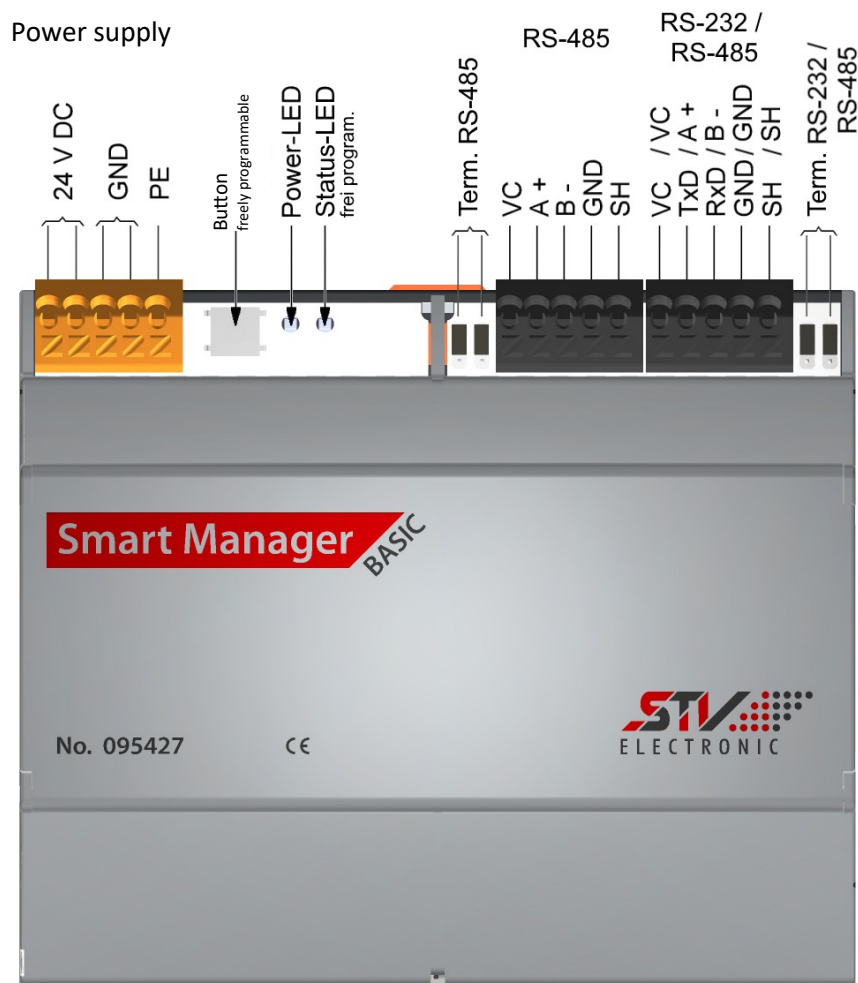 Power supply
24 V DC
GND
PE
Button
freely programmable
Power-LED
Status-LED
frei program.
Term. RS-485
RS-485
VC
A +
B -
GND
SH
RS-232 /
RS-485
VC / VC
TxD / A +
RxD / B -
GND / GND
SH / SH
Term. RS-232 /
RS-485
Smart Manager
BASIC
No. 095427
CE
STV
ELECTRONIC